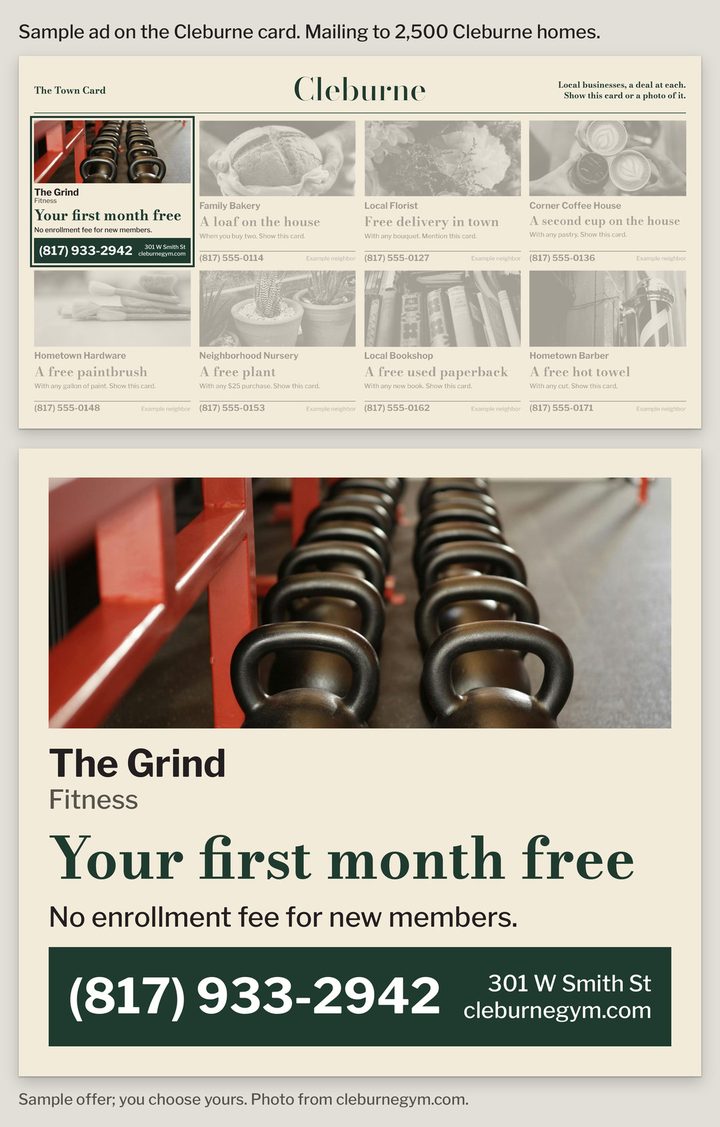 Sample ad on the Cleburne card. Mailing to 2,500 Cleburne homes.
The Town Card
Cleburne
Local businesses, a deal at each.
Show this card or a photo of it.
The Grind
Fitness
Your first month free
No enrollment fee for new members.
(817) 933-2942
301 W Smith St
cleburnegym.com
Family Bakery
A loaf on the house
When you buy two. Show this card.
(817) 555-0114
Example neighbor
Local Florist
Free delivery in town
With any bouquet. Mention this card.
(817) 555-0127
Example neighbor
Corner Coffee House
A second cup on the house
With any pastry. Show this card.
(817) 555-0136
Example neighbor
Hometown Hardware
A free paintbrush
With any gallon of paint. Show this card.
(817) 555-0148
Example neighbor
Neighborhood Nursery
A free plant
With any $25 purchase. Show this card.
(817) 555-0153
Example neighbor
Local Bookshop
A free used paperback
With any new book. Show this card.
(817) 555-0162
Example neighbor
Hometown Barber
A free hot towel
With any cut. Show this card.
(817) 555-0171
Example neighbor
The Grind
Fitness
Your first month free
No enrollment fee for new members.
(817) 933-2942
301 W Smith St
cleburnegym.com
Sample offer; you choose yours. Photo from cleburnegym.com.